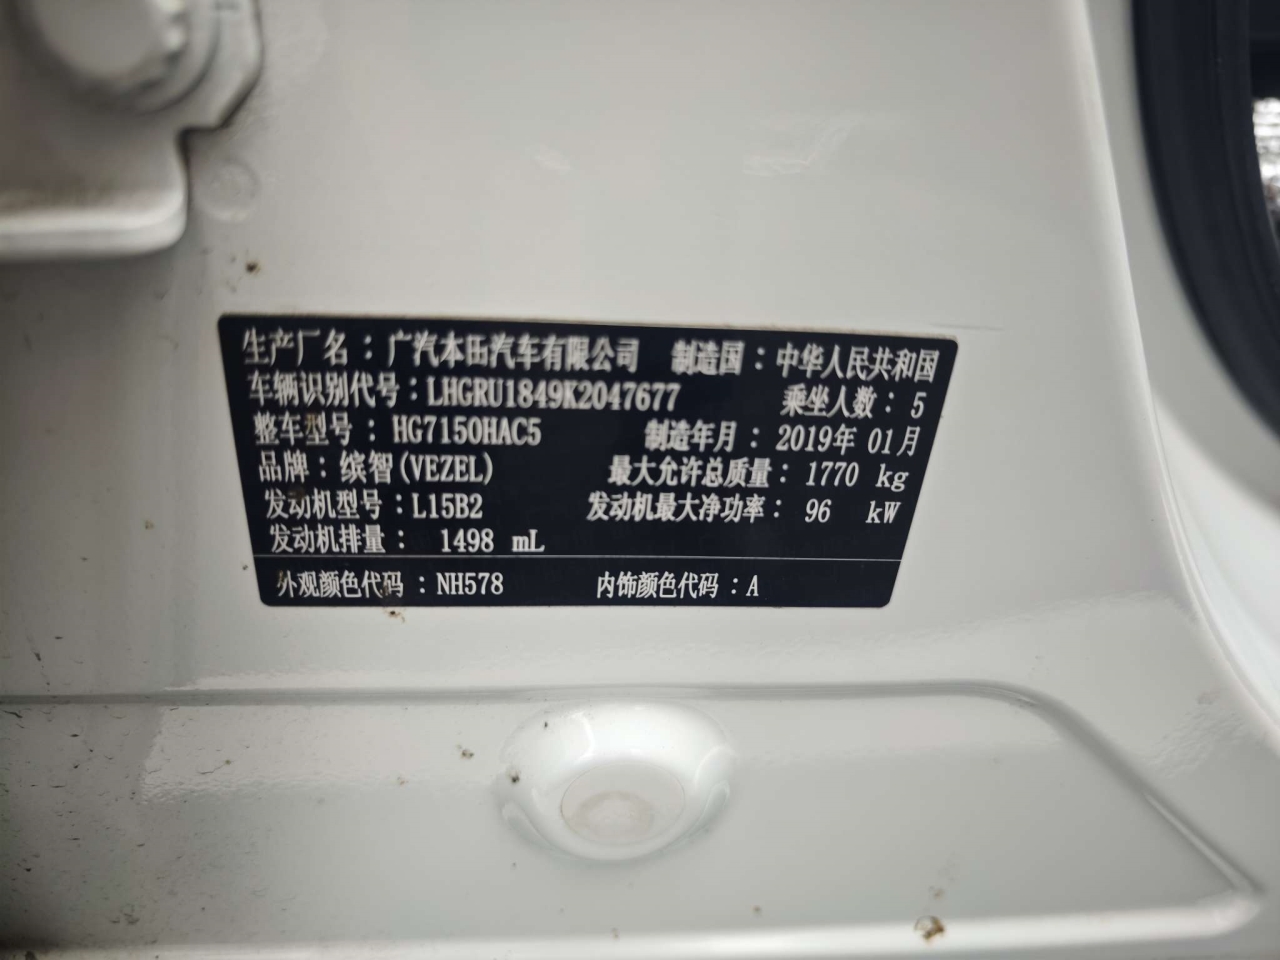 生产厂名：广汽本田汽车有限公司 制造国：中华人民共和国
车辆识别代号：LHGRU1849K2047677 乘坐人数：5
整车型号：HG7150HAC5 制造年月：2019年 01月
品牌：缤智(VEZEL) 最大允许总质量：1770 kg
发动机型号：L15B2 发动机最大净功率：96 kW
发动机排量：1498 mL
外观颜色代码：NH578 内饰颜色代码：A